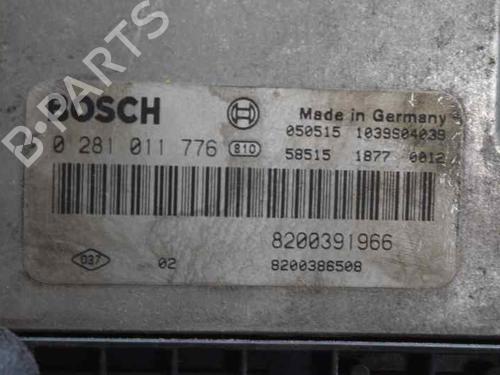 B-PARTS
BOSCH
Made in Germany
0 281 011 776 810
050515 1039S04039
58515 1877 0012
8200391966
037 02 8200386508